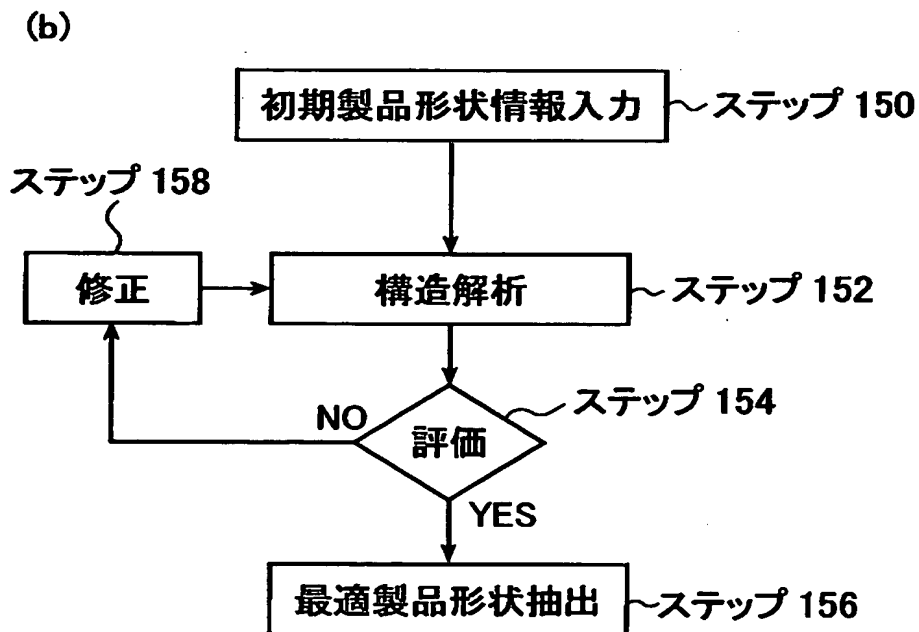 (b)
初期製品形状情報入力 ステップ 150
ステップ 158
修正 構造解析 ステップ 152
ステップ 154
NO 評価
YES
最適製品形状抽出 ステップ 156